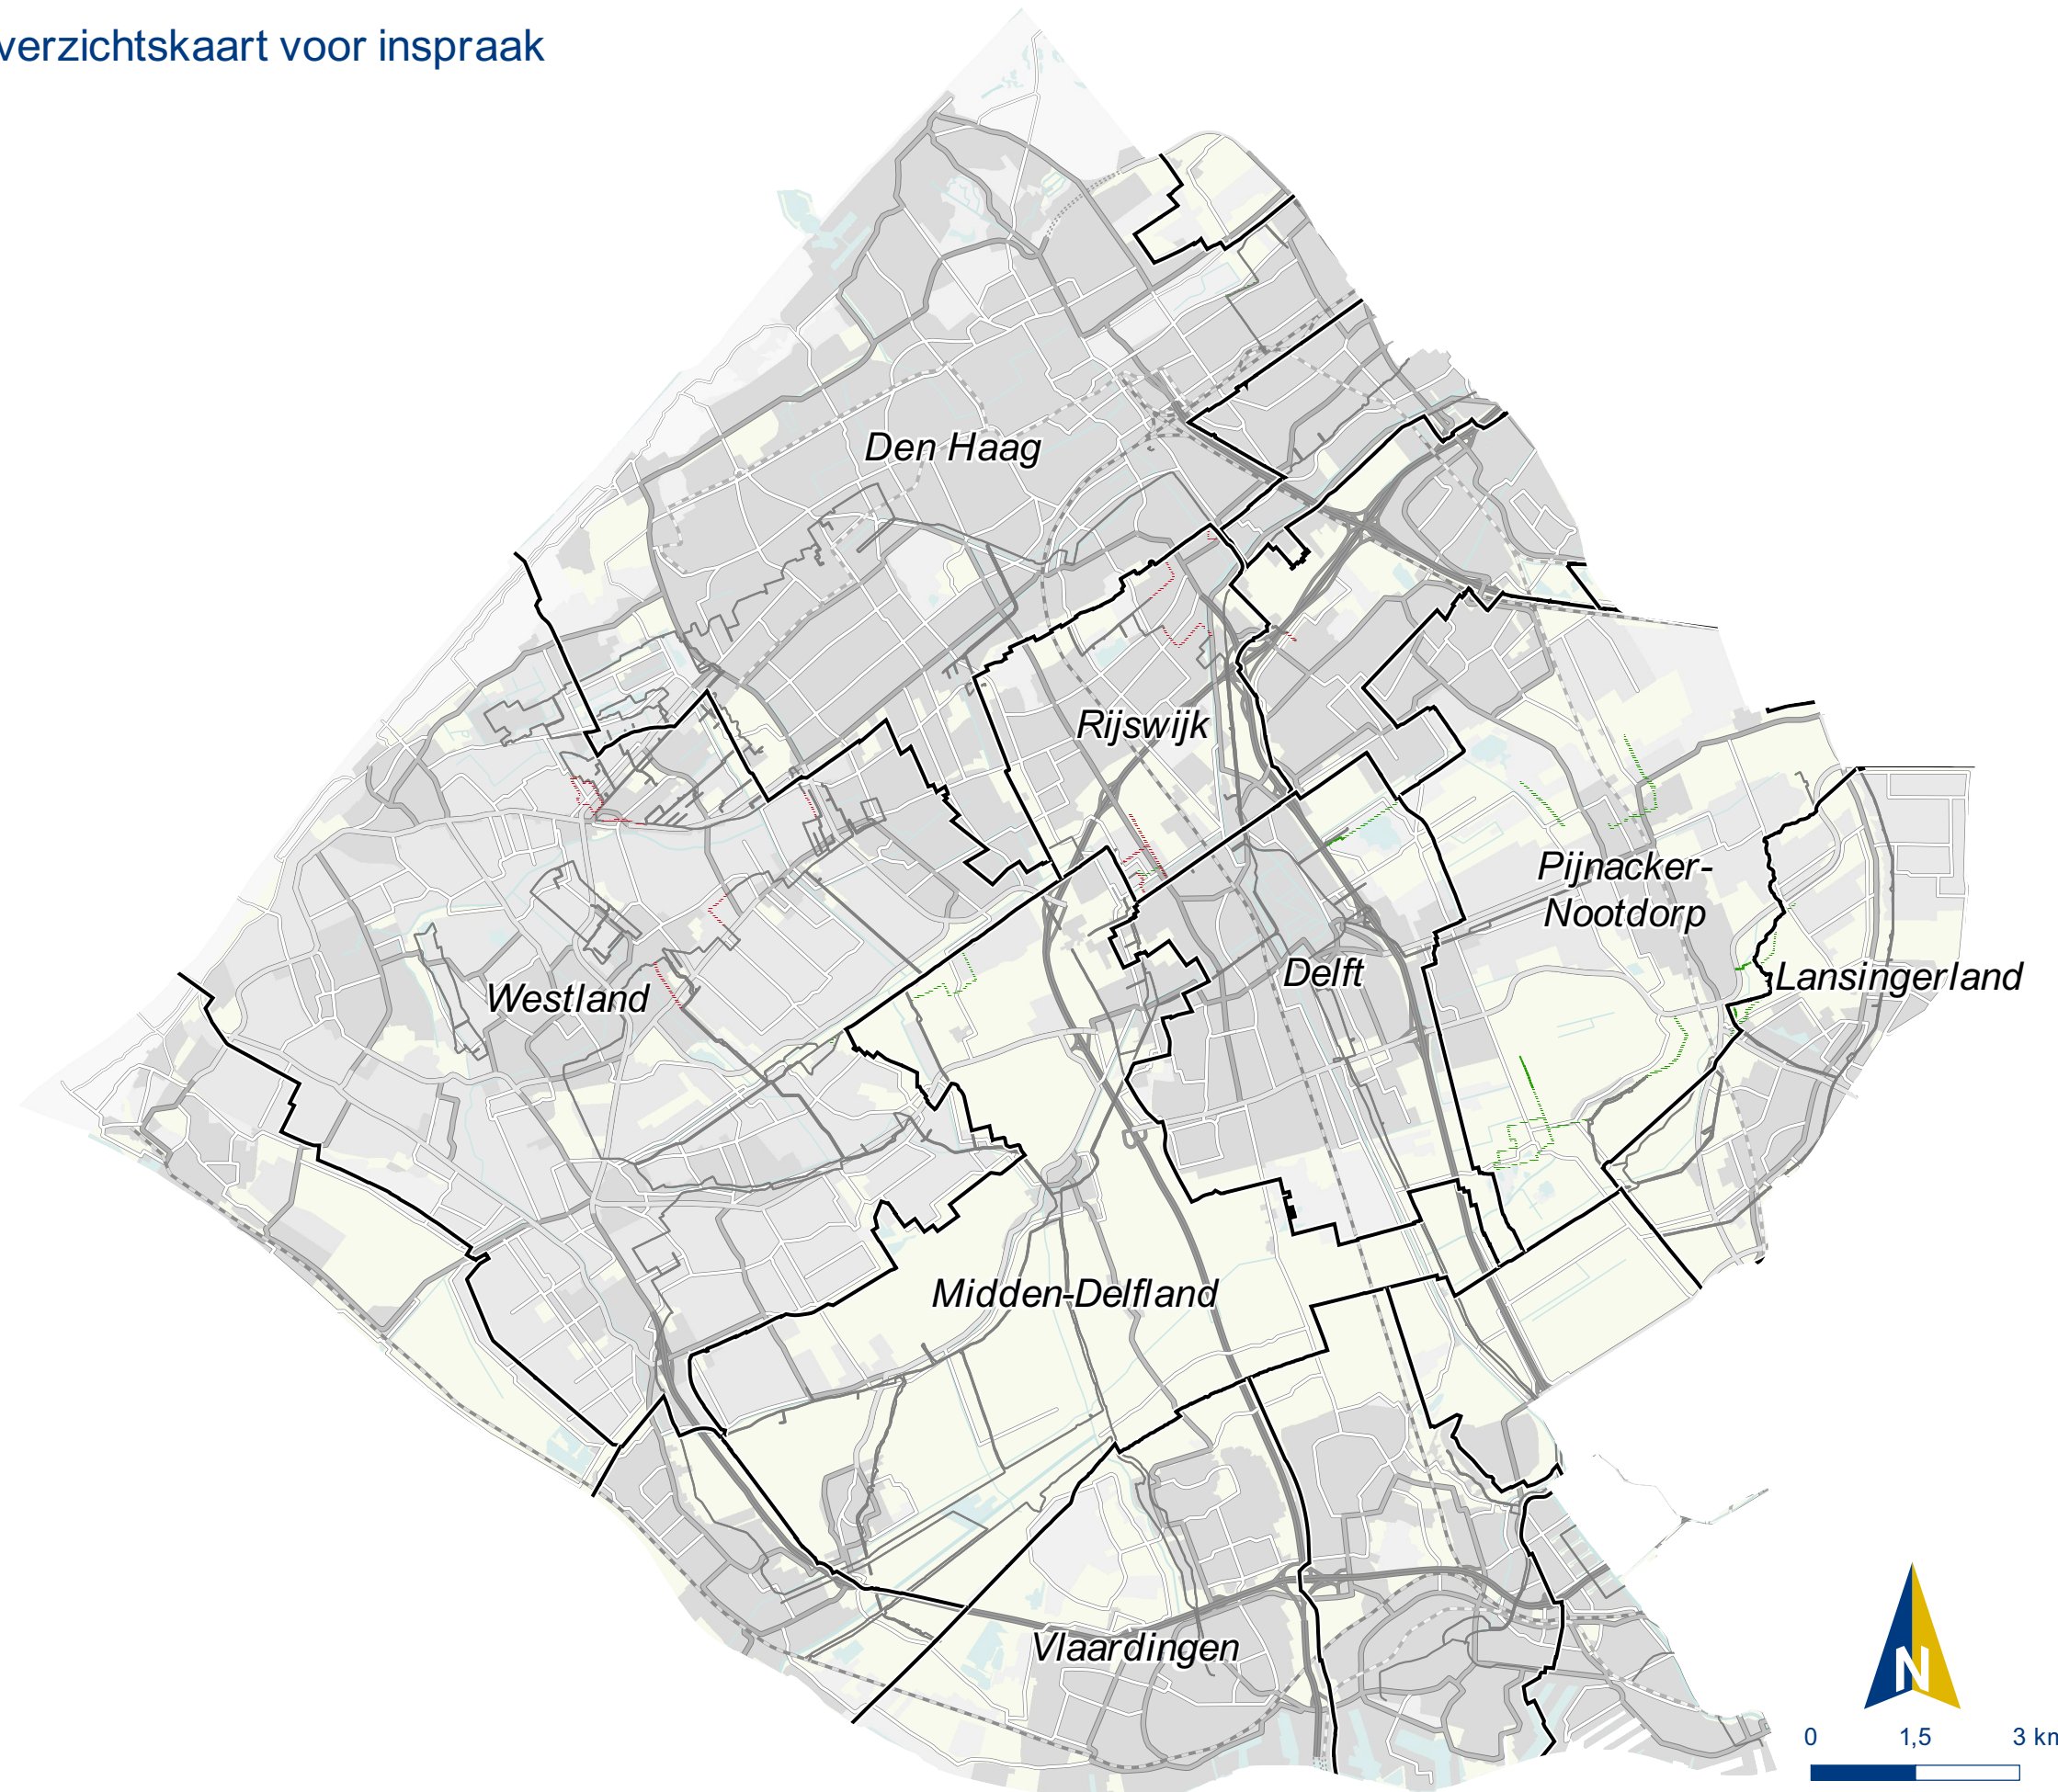 verzichtskaart voor inspraak
Den Haag
Rijswijk
Pijnacker-
Nootdorp
Delft
Lansingerland
Westland
Midden-Delfland
Vlaardingen
N
0 1,5 3 km